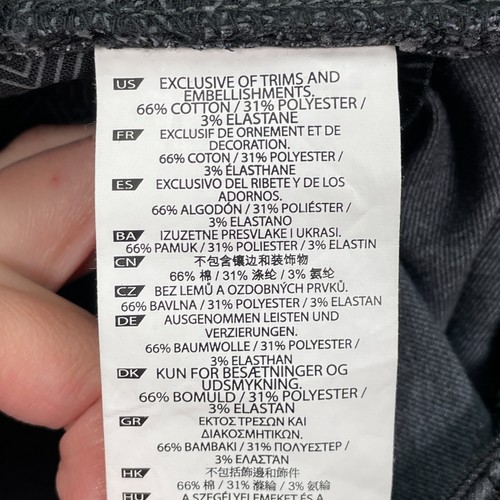 US EXCLUSIVE OF TRIMS AND
EMBELLISHMENTS.
66% COTTON / 31% POLYESTER /
3% ELASTANE
FR EXCLUSIF DE ORNEMENT ET DE
DECORATION.
66% COTON / 31% POLYESTER /
3% ÉLASTHANE
ES EXCLUSIVO DEL RIBETE Y DE LOS
ADORNOS.
66% ALGODÓN / 31% POLIÉSTER /
3% ELASTANO
BA IZUZETNE PRESVLAKE I UKRASI.
66% PAMUK / 31% POLIESTER / 3% ELASTIN
CN 不包含镶边和装饰物
66% 棉 / 31% 涤纶 / 3% 氨纶
CZ BEZ LEMŮ A OZDOBNÝCH PRVKŮ.
66% BAVLNA / 31% POLYESTER / 3% ELASTAN
DE AUSGENOMMEN LEISTEN UND
VERZIERUNGEN.
66% BAUMWOLLE / 31% POLYESTER /
3% ELASTHAN
DK KUN FOR BESÆTNINGER OG
UDSMYKNING.
66% BOMULD / 31% POLYESTER /
3% ELASTAN
GR ΕΚΤΟΣ ΤΡΕΣΩΝ ΚΑΙ
ΔΙΑΚΟΣΜΗΤΙΚΩΝ.
66% ΒΑΜΒΑΚΙ / 31% ΠΟΛΥΕΣΤΕΡ /
3% ΕΛΑΣΤΑΝ
HK 不包括飾邊和飾件
66% 棉 / 31% 滌綸 / 3% 氨綸
HU A SZEGÉLYELEMEKET ÉS A